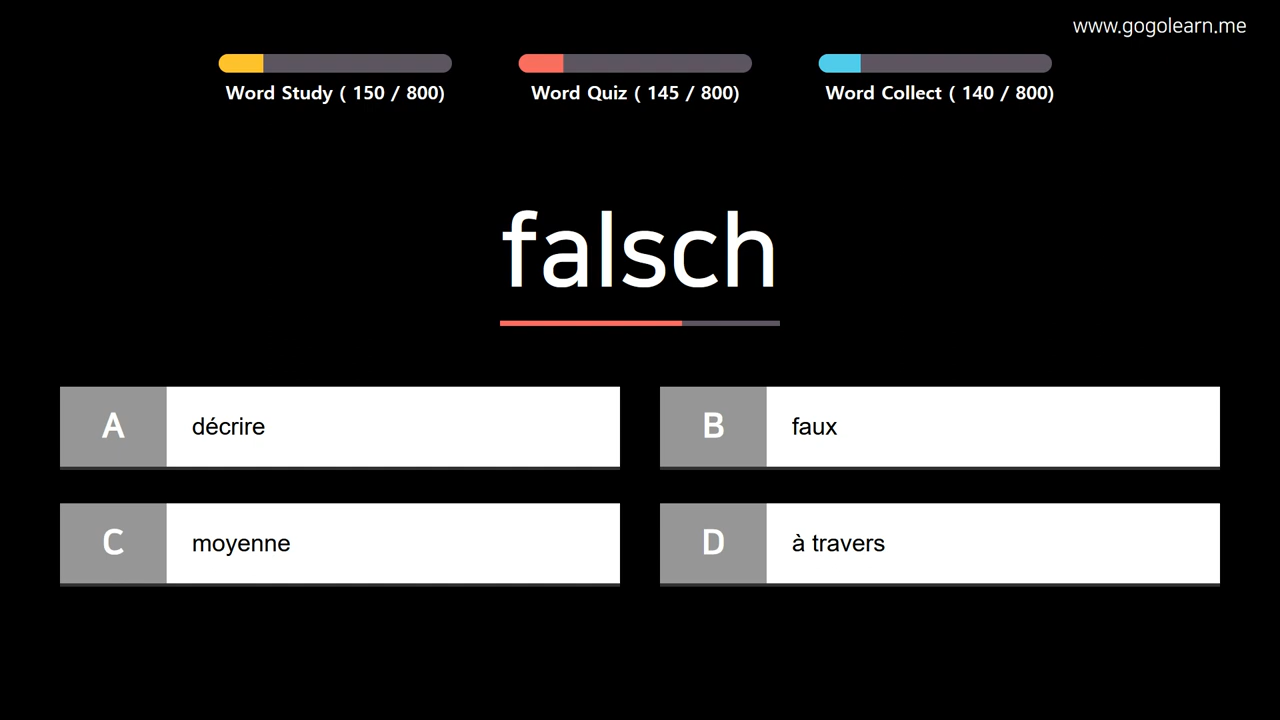 www.gogolearn.me
Word Study ( 150 / 800)
Word Quiz ( 145 / 800)
Word Collect ( 140 / 800)
falsch
A décrire
B faux
C moyenne
D à travers